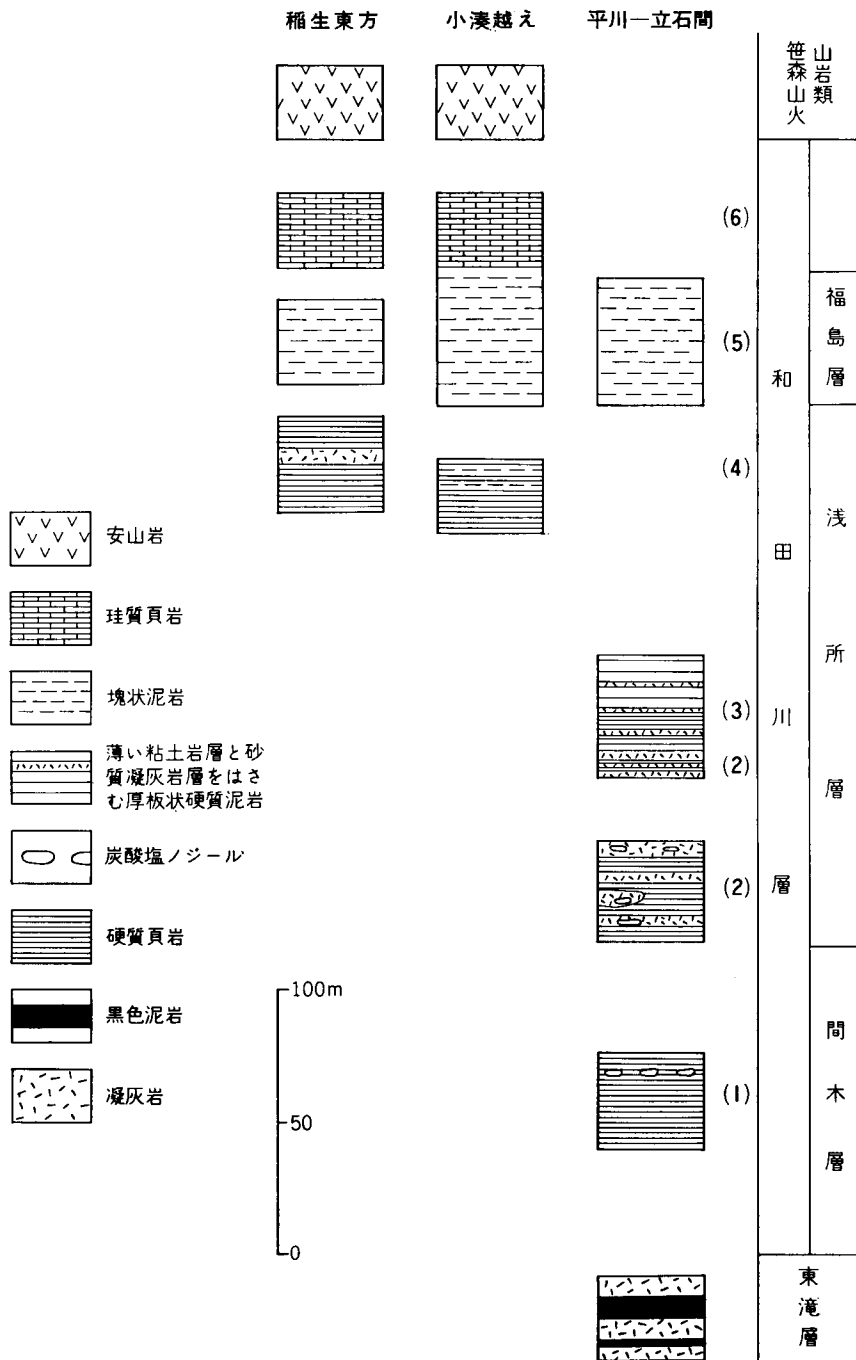 稲生東方
小湊越え
平川一立石間
笹森山火
山岩類
(6)
(5)
(4)
(3)
(2)
(2)
(1)
和田川層
福島層
浅所層
間木層
東滝層
安山岩
珪質頁岩
塊状泥岩
薄い粘土岩層と砂
質凝灰岩層をはさ
む厚板状硬質泥岩
炭酸塩ノジール
硬質頁岩
黒色泥岩
凝灰岩
100m
50
0